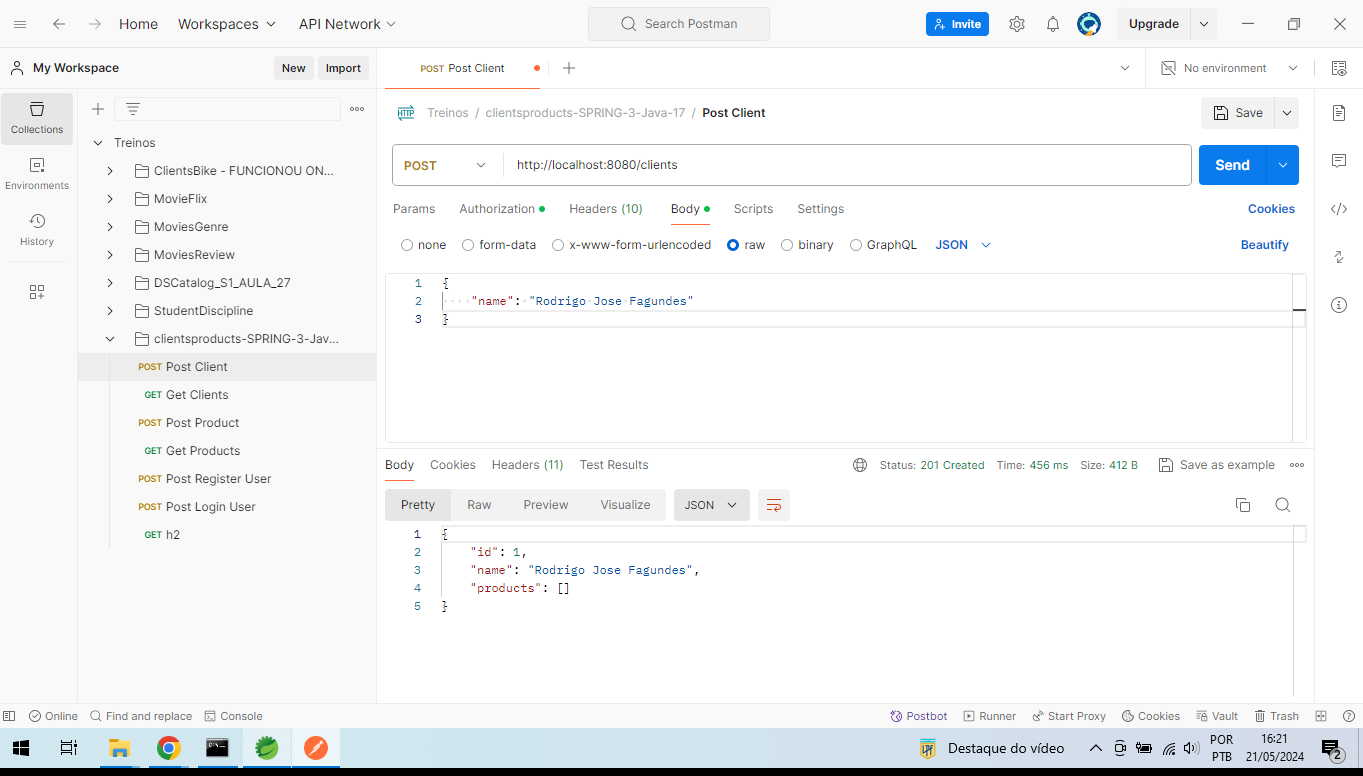 Home Workspaces API Network Search Postman Invite Upgrade
My Workspace New Import POST Post Client No environment
Collections
Environments
History
Treinos
ClientsBike - FUNCIONOU ON...
MovieFlix
MoviesGenre
MoviesReview
DSCatalog_S1_AULA_27
StudentDiscipline
clientsproducts-SPRING-3-Jav...
POST Post Client
GET Get Clients
POST Post Product
GET Get Products
POST Post Register User
POST Post Login User
GET h2
HTTP Treinos / clientsproducts-SPRING-3-Java-17 / Post Client Save
POST http://localhost:8080/clients Send
Params Authorization Headers (10) Body Scripts Settings Cookies
none form-data x-www-form-urlencoded raw binary GraphQL JSON Beautify
1 {
2 "name": "Rodrigo Jose Fagundes"
3 }
Body Cookies Headers (11) Test Results Status: 201 Created Time: 456 ms Size: 412 B Save as example
Pretty Raw Preview Visualize JSON
1 {
2 "id": 1,
3 "name": "Rodrigo Jose Fagundes",
4 "products": []
5 }
Online Find and replace Console Postbot Runner Start Proxy Cookies Vault Trash
Destaque do vídeo
POR
PTB
16:21
21/05/2024
2